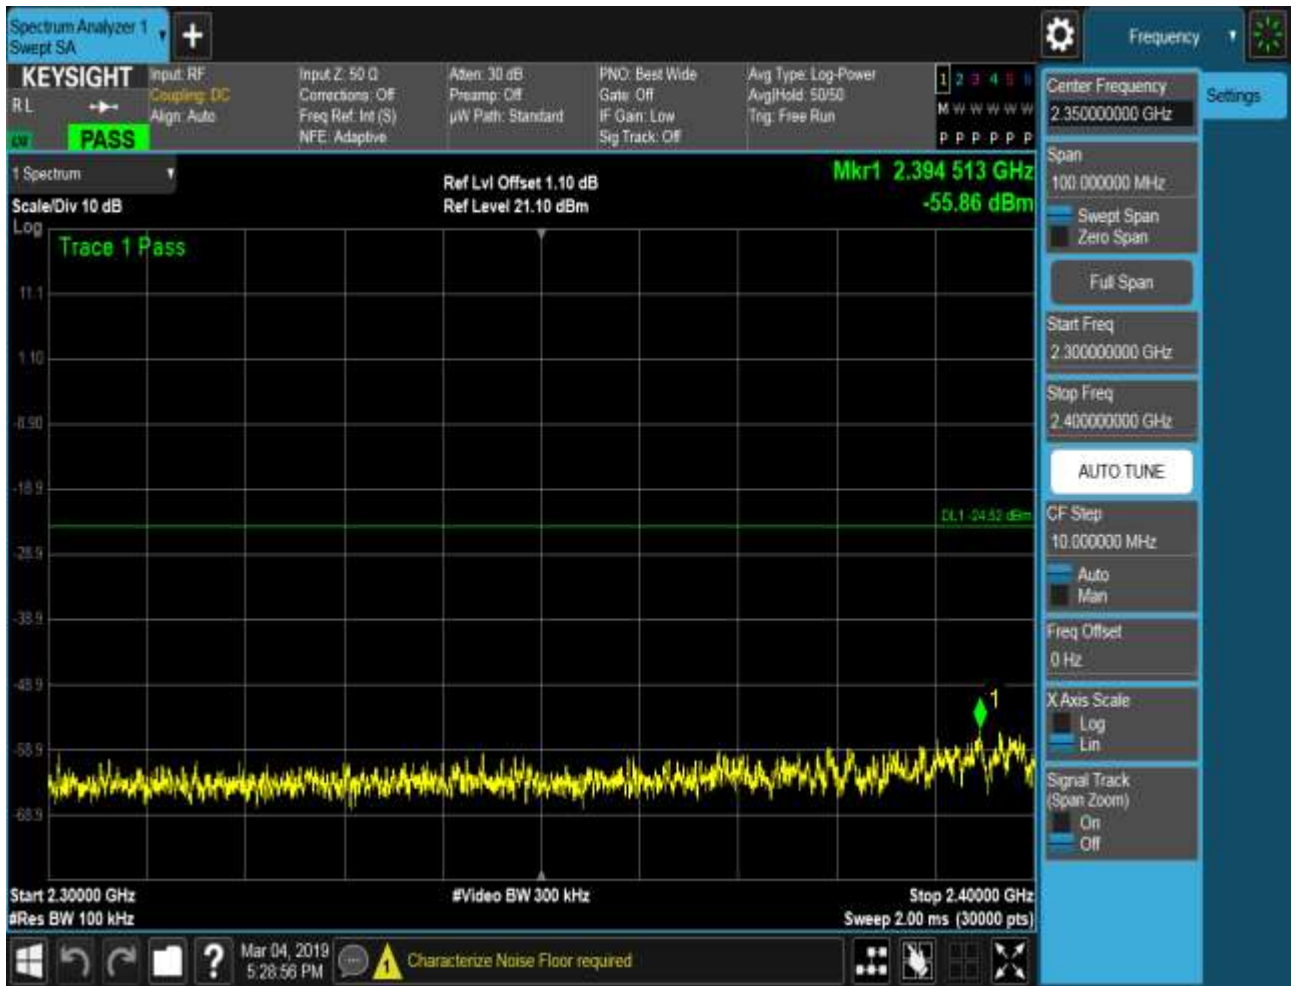 Spectrum Analyzer 1
Swept SA
+
Frequency
KEYSIGHT
R L
PASS
Input: RF
Coupling: DC
Align: Auto
Input Z: 50 Ω
Corrections: Off
Freq Ref: Int (S)
NFE: Adaptive
Atten: 30 dB
Preamp: Off
µW Path: Standard
PNO: Best Wide
Gate: Off
IF Gain: Low
Sig Track: Off
Avg Type: Log-Power
Avg|Hold: 50/50
Trig: Free Run
1 2 3 4 5 6
M W W W W W
P P P P P P
1 Spectrum
Scale/Div 10 dB
Ref Lvl Offset 1.10 dB
Ref Level 21.10 dBm
Mkr1 2.394 513 GHz
-55.86 dBm
Log
Trace 1 Pass
11.1
1.10
-8.90
-18.9
DL1 -24.52 dBm
-28.9
-38.9
-48.9
1
-58.9
-68.9
Start 2.30000 GHz
#Video BW 300 kHz
Stop 2.40000 GHz
#Res BW 100 kHz
Sweep 2.00 ms (30000 pts)
Center Frequency
2.350000000 GHz
Settings
Span
100.000000 MHz
Swept Span
Zero Span
Full Span
Start Freq
2.300000000 GHz
Stop Freq
2.400000000 GHz
AUTO TUNE
CF Step
10.000000 MHz
Auto
Man
Freq Offset
0 Hz
X Axis Scale
Log
Lin
Signal Track
(Span Zoom)
On
Off
?
Mar 04, 2019
5:28:56 PM
1
Characterize Noise Floor required